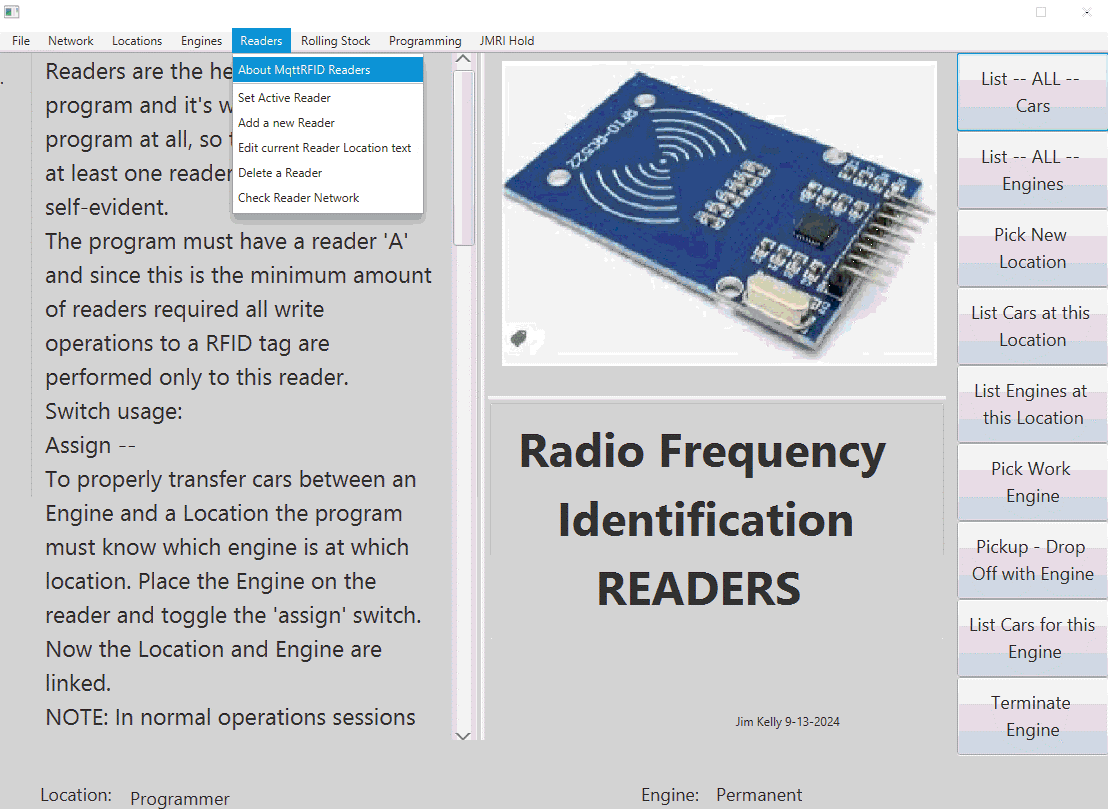 File Network Locations Engines Readers Rolling Stock Programming JMRI Hold
About MqttRFID Readers
Set Active Reader
Add a new Reader
Edit current Reader Location text
Delete a Reader
Check Reader Network
Readers are the he
program and it's w
program at all, so t
at least one reader
self-evident.
The program must have a reader 'A'
and since this is the minimum amount
of readers required all write
operations to a RFID tag are
performed only to this reader.
Switch usage:
Assign --
To properly transfer cars between an
Engine and a Location the program
must know which engine is at which
location. Place the Engine on the
reader and toggle the 'assign' switch.
Now the Location and Engine are
linked.
NOTE: In normal operations sessions
RFID-RC522
Radio Frequency
Identification
READERS
Jim Kelly 9-13-2024
List -- ALL --
Cars
List -- ALL --
Engines
Pick New
Location
List Cars at this
Location
List Engines at
this Location
Pick Work
Engine
Pickup - Drop
Off with Engine
List Cars for this
Engine
Terminate
Engine
Location: Programmer
Engine: Permanent